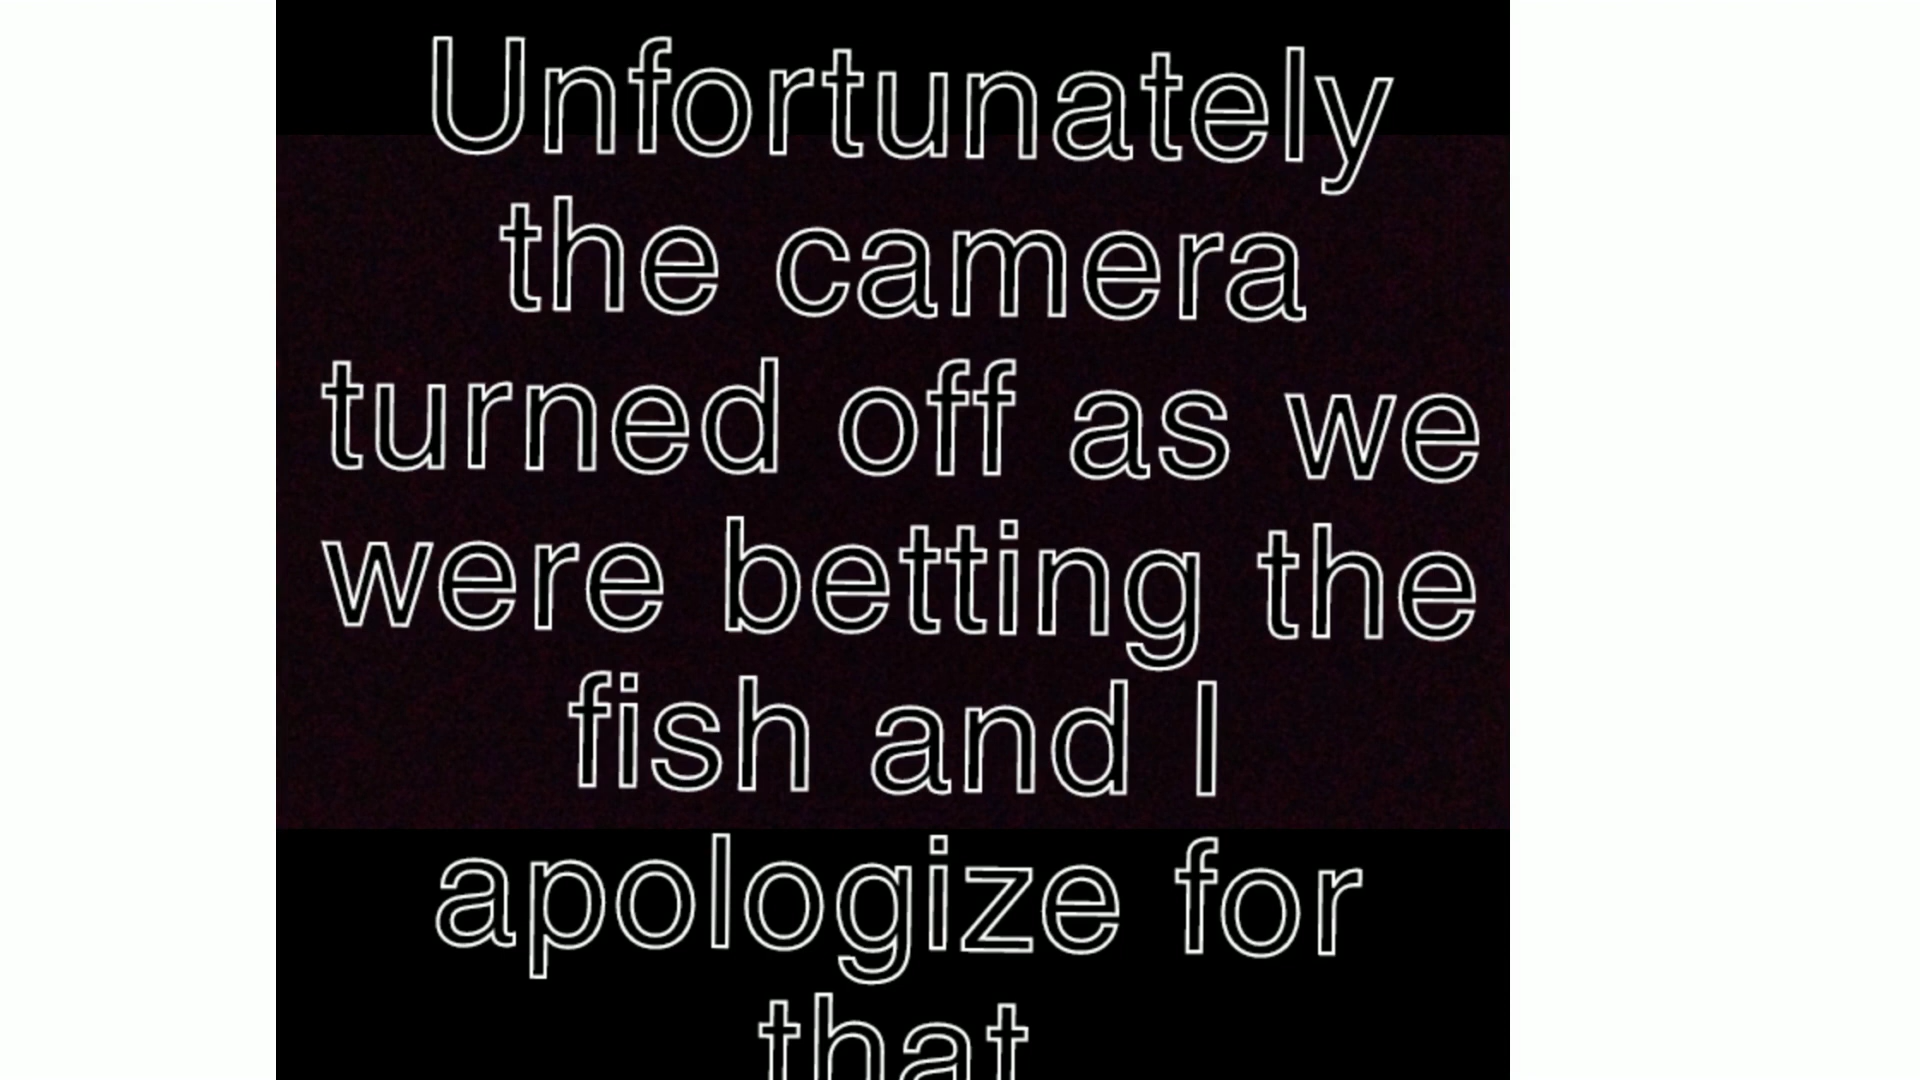 Unfortunately
the camera
turned off as we
were betting the
fish and I
apologize for
that